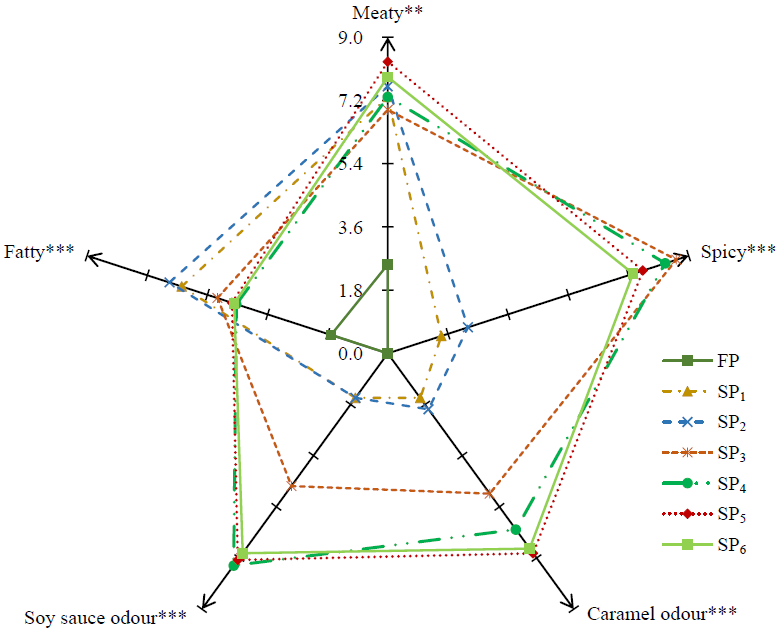 Meaty**
9.0
7.2
5.4
3.6
1.8
0.0
Fatty***
Spicy***
Soy sauce odour***
Caramel odour***
FP
SP1
SP2
SP3
SP4
SP5
SP6